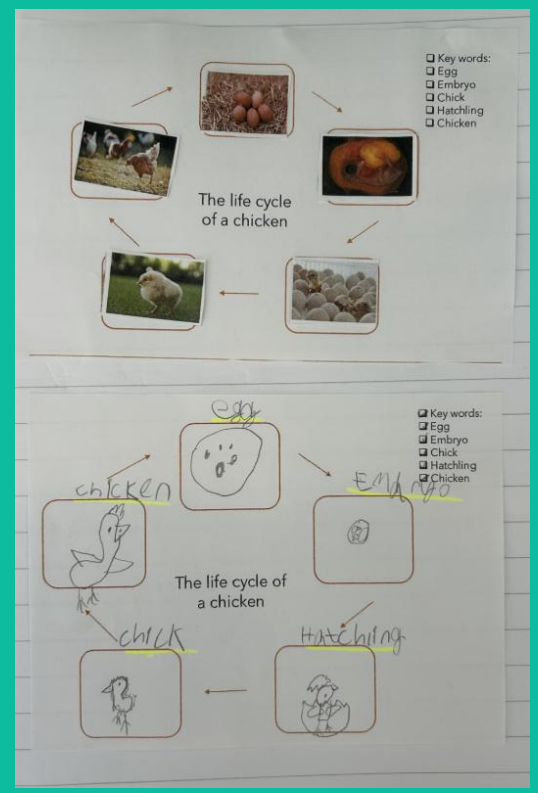 Key words:
Egg
Embryo
Chick
Hatchling
Chicken
The life cycle
of a chicken
egg
Key words:
Egg
Embryo
Chick
Hatchling
Chicken
chicken
The life cycle of
a chicken
chick
Hatchling